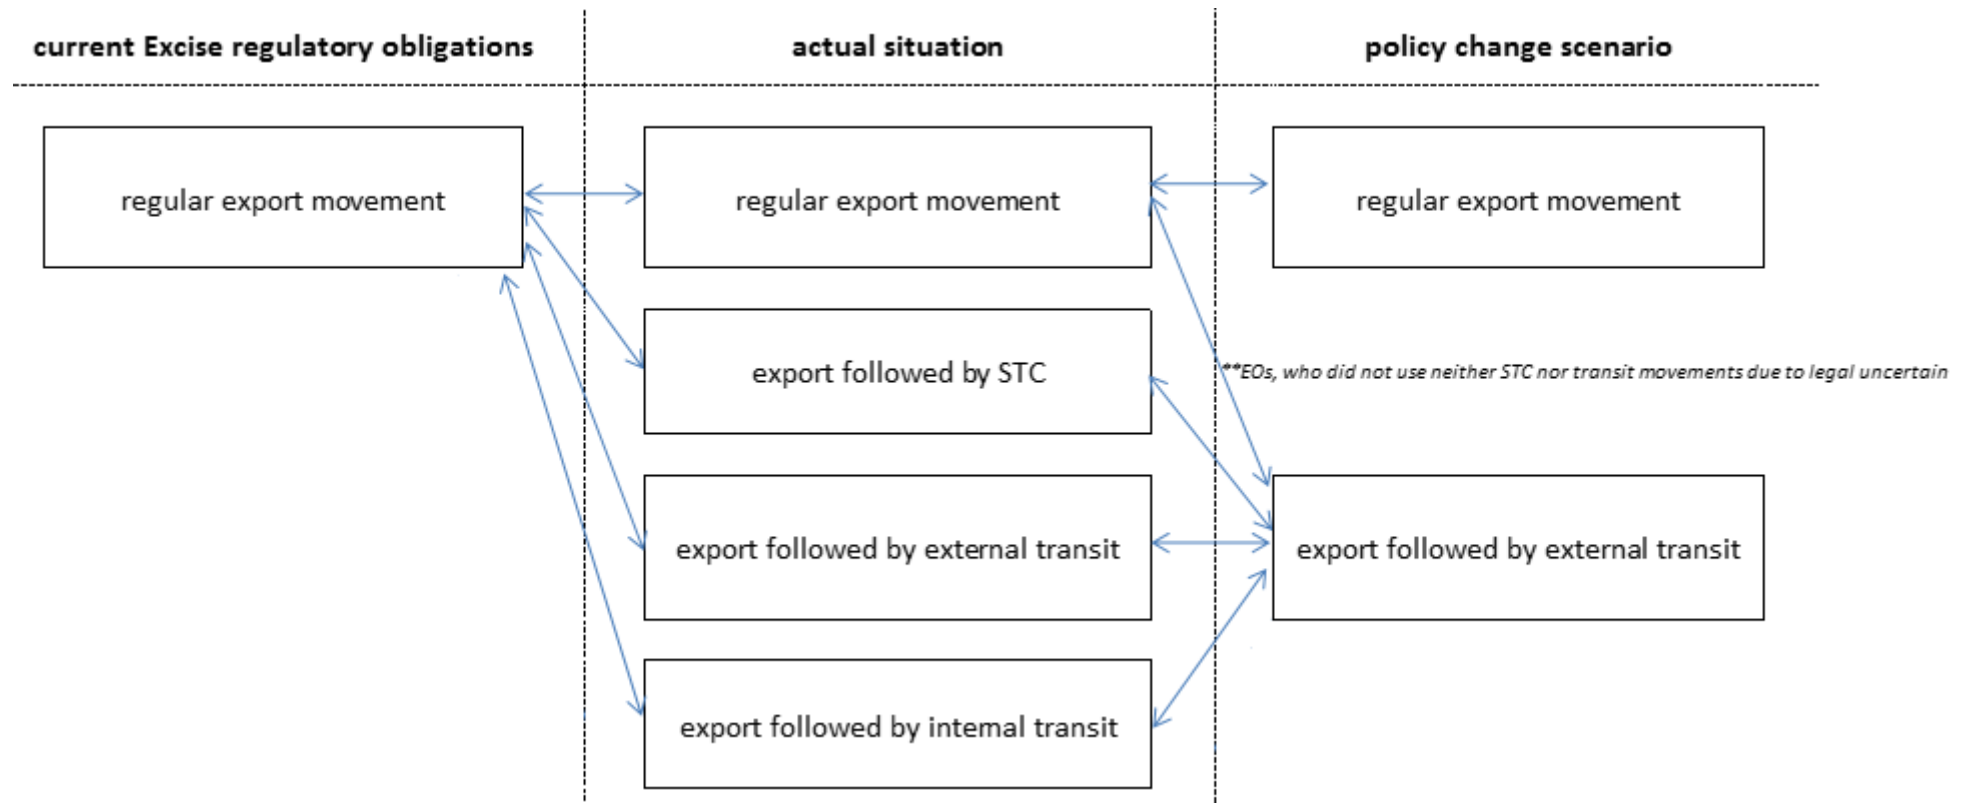 current Excise regulatory obligations
actual situation
policy change scenario
regular export movement
regular export movement
regular export movement
export followed by STC
**EOs, who did not use neither STC nor transit movements due to legal uncertain
export followed by external transit
export followed by external transit
export followed by internal transit